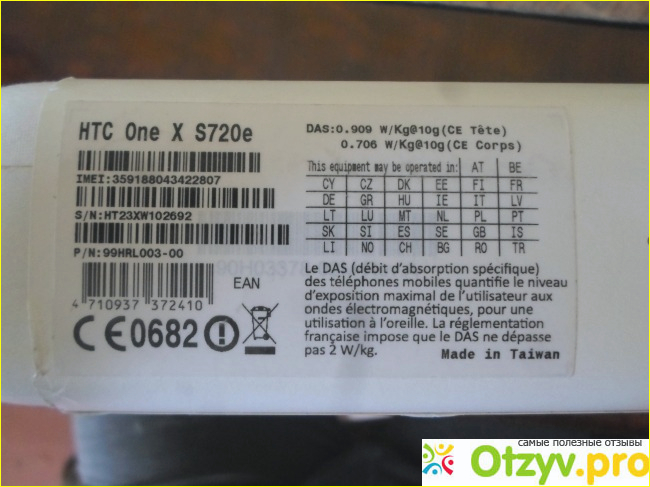 HTC One X S720e
IMEI:359188043422807
S/N:HT23XW102692
P/N:99HRL003-00
4 710937 372410
EAN
CE0682
DAS:0.909 W/Kg@10g(CE Tête)
0.706 W/Kg@10g(CE Corps)
This equipment may be operated in: AT BE
CY CZ DK EE FI FR
DE GR HU IE IT LV
LT LU MT NL PL PT
SK SI ES SE GB IS
LI NO CH BG RO TR
Le DAS (débit d'absorption spécifique)
des téléphones mobiles quantifie le niveau
d'exposition maximal de l'utilisateur aux
ondes électromagnétiques, pour une
utilisation à l'oreille. La réglementation
française impose que le DAS ne dépasse
pas 2 W/kg.
Made in Taiwan
самые полезные отзывы
Otzyv.pro